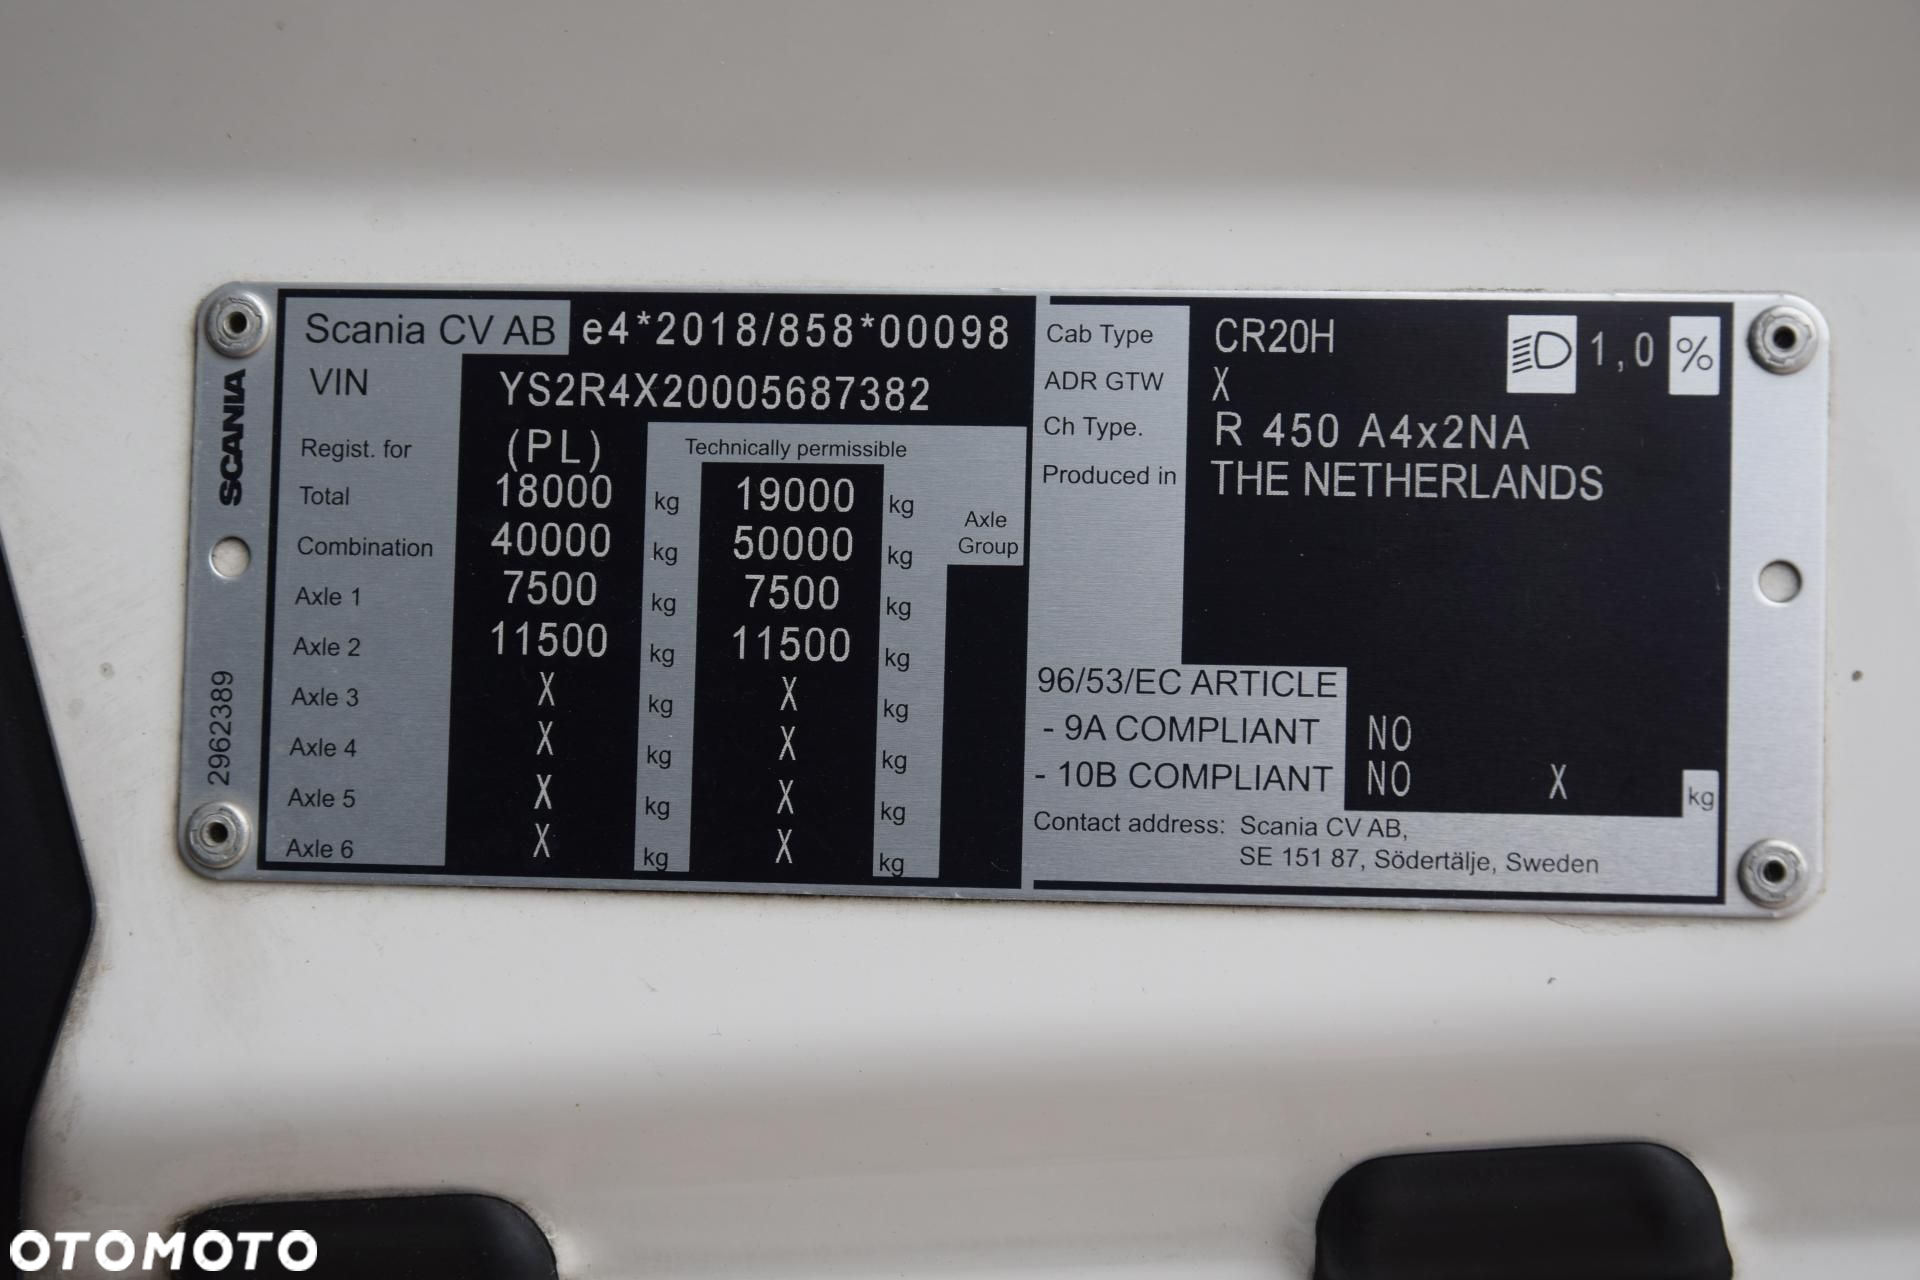 SCANIA
2962389
Scania CV AB e4*2018/858*00098
VIN YS2R4X20005687382
Regist. for (PL) Technically permissible
Total 18000 kg 19000 kg
Axle
Group
Combination 40000 kg 50000 kg
Axle 1 7500 kg 7500 kg
Axle 2 11500 kg 11500 kg
Axle 3 X kg X kg
Axle 4 X kg X kg
Axle 5 X kg X kg
Axle 6 X kg X kg
Cab Type CR20H 1,0 %
ADR GTW X
Ch Type. R 450 A4x2NA
Produced in THE NETHERLANDS
96/53/EC ARTICLE
- 9A COMPLIANT NO
- 10B COMPLIANT NO X kg
Contact address: Scania CV AB,
SE 151 87, Södertälje, Sweden
OTOMOTO